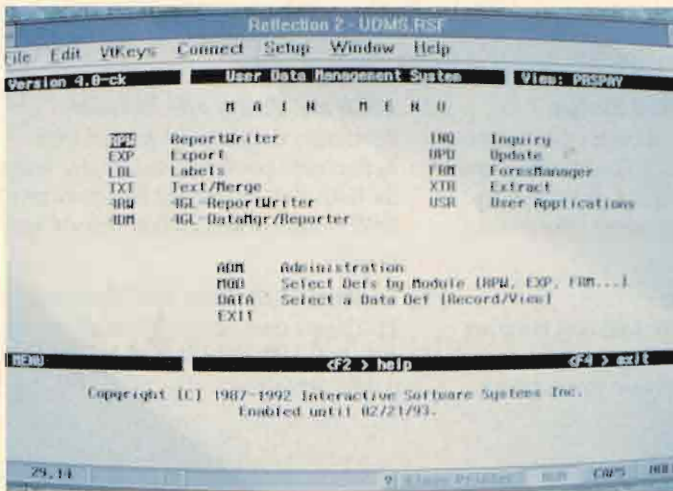 Reflection 2 - UDMS.RSF
File Edit VtKeys Connect Setup Window Help
Version 4.0-ck User Data Management System View: PRSPAY
M A I N M E N U
RPW ReportWriter INQ Inquiry
EXP Export UPD Update
LBL Labels FRM FormsManager
TXT Text/Merge XTR Extract
4RW 4GL-ReportWriter USR User Applications
4DM 4GL-DataMgr/Reporter
ADM Administration
MOD Select Defs by Module [RPW, EXP, FRM...]
DATA Select a Data Def [Record/View]
EXIT
MENU <F2 > help <F4 > exit
Copyright [C] 1987-1992 Interactive Software Systems Inc.
Enabled until 02/21/93.
29,14 CAPS